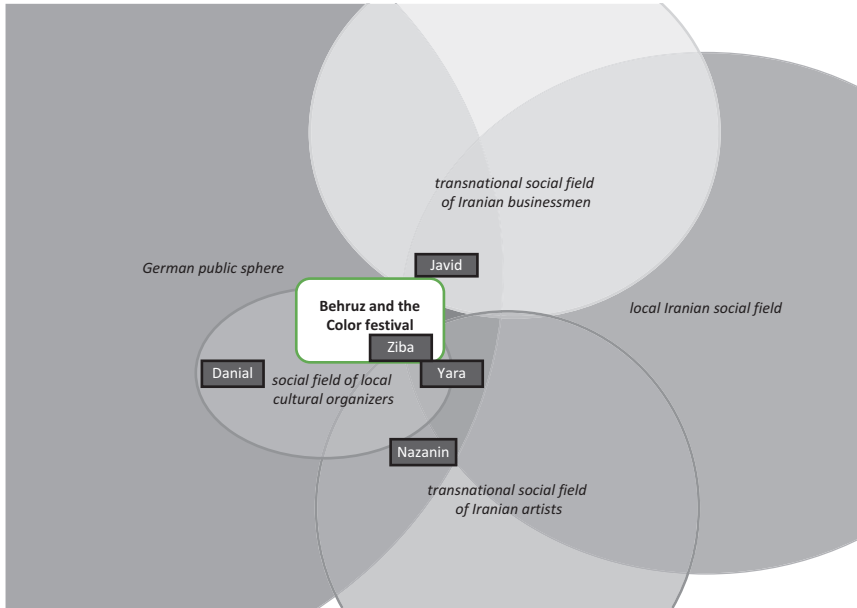 transnational social field
of Iranian businessmen
German public sphere
Javid
Behruz and the
Color festival
local Iranian social field
Ziba
Danial
Yara
social field of local
cultural organizers
Nazanin
transnational social field
of Iranian artists